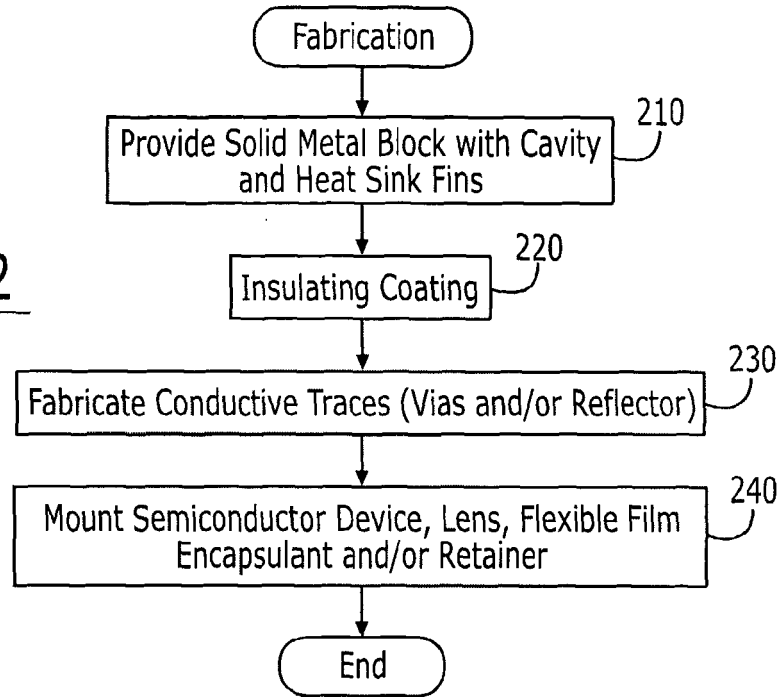 Fabrication
210
Provide Solid Metal Block with Cavity
and Heat Sink Fins
220
2
Insulating Coating
230
Fabricate Conductive Traces (Vias and/or Reflector)
240
Mount Semiconductor Device, Lens, Flexible Film
Encapsulant and/or Retainer
End